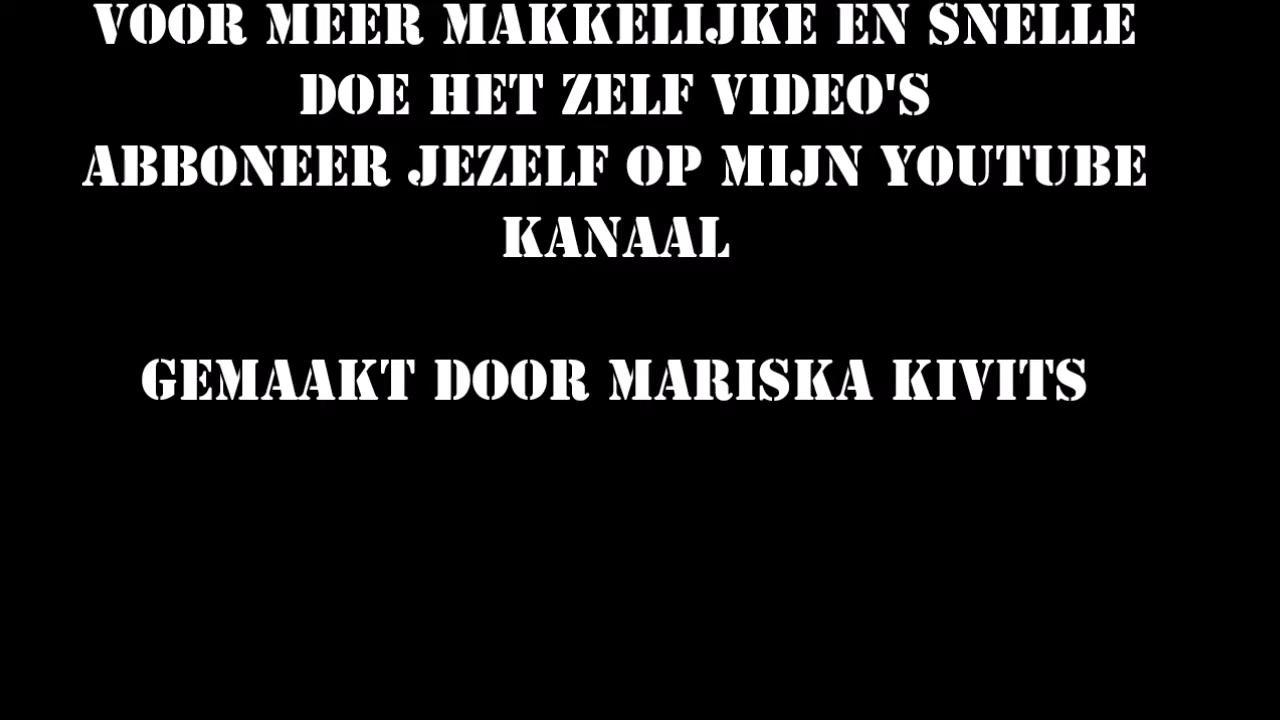 VOOR MEER MAKKELIJKE EN SNELLE
DOE HET ZELF VIDEO'S
ABBONEER JEZELF OP MIJN YOUTUBE
KANAAL
GEMAAKT DOOR MARISKA KIVITS